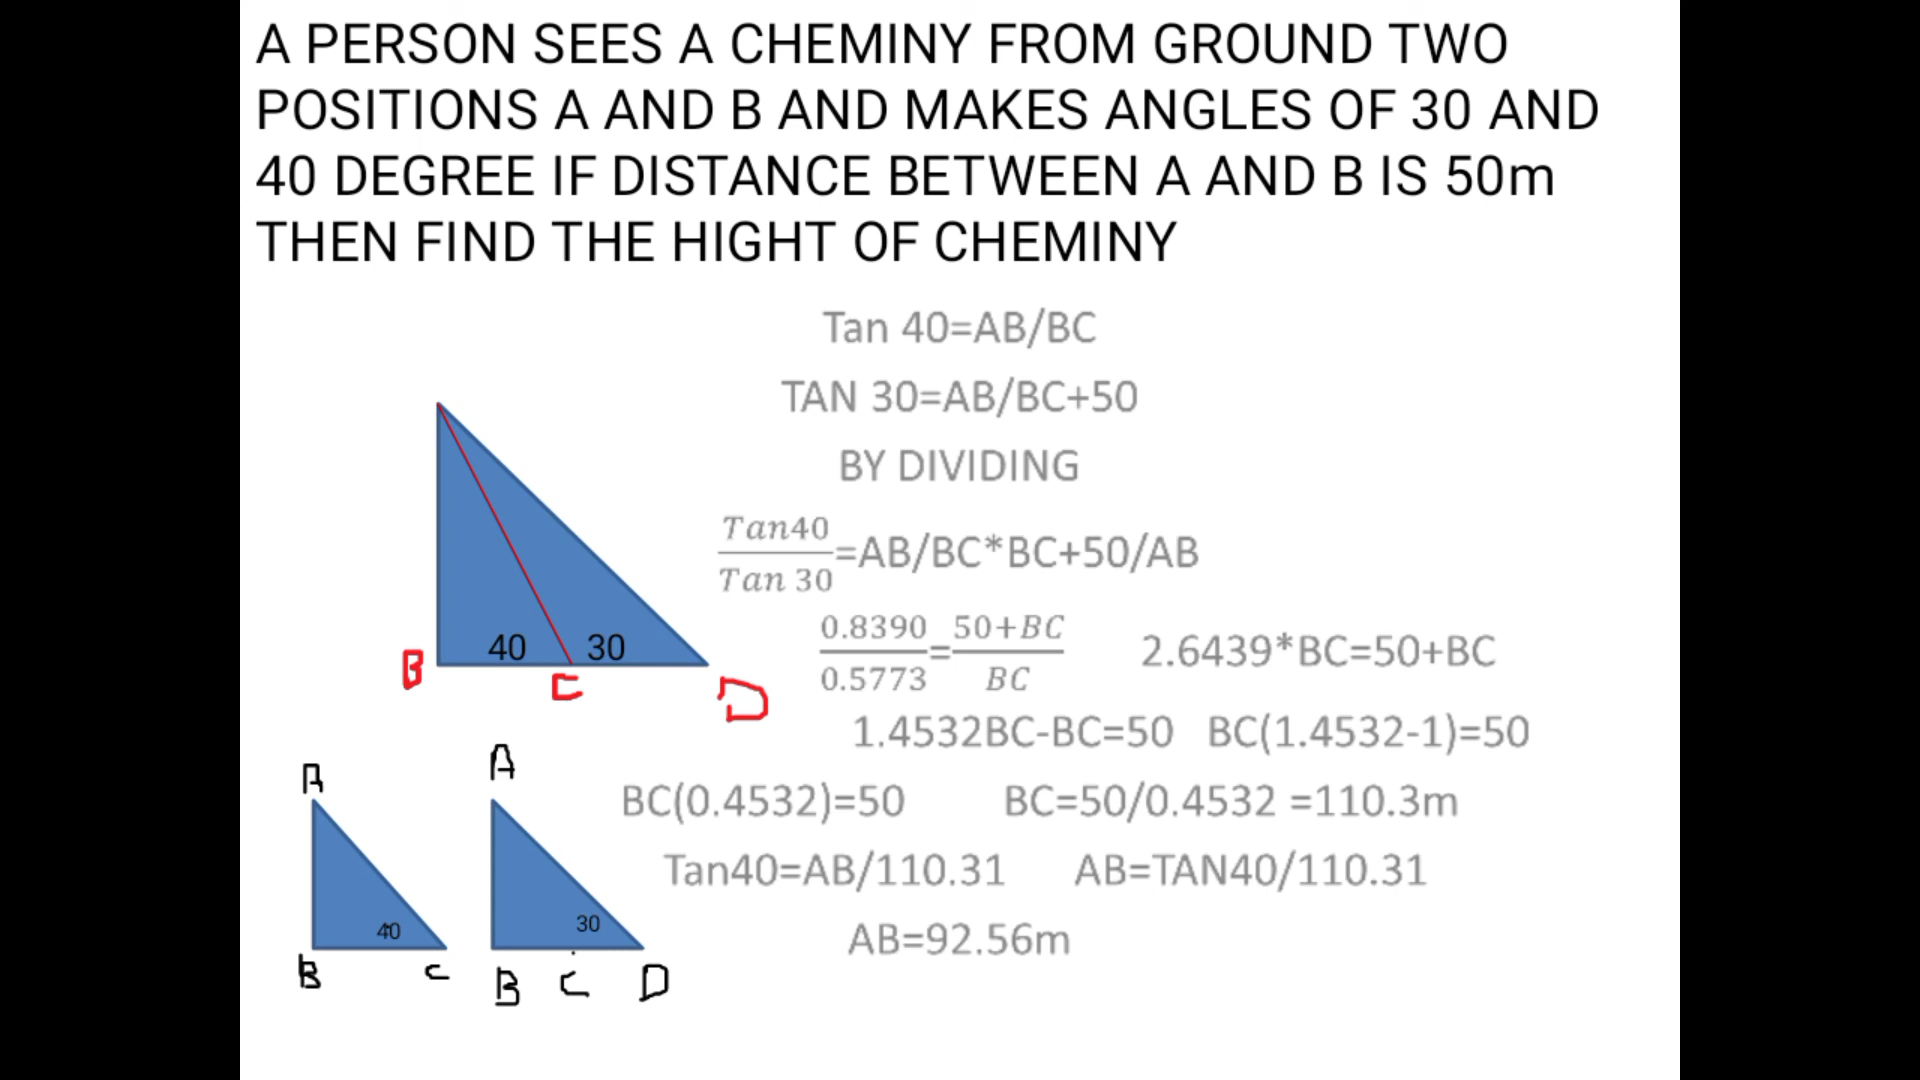 A PERSON SEES A CHEMINY FROM GROUND TWO
POSITIONS A AND B AND MAKES ANGLES OF 30 AND
40 DEGREE IF DISTANCE BETWEEN A AND B IS 50m
THEN FIND THE HIGHT OF CHEMINY
Tan 40=AB/BC
TAN 30=AB/BC+50
BY DIVIDING
Tan40
Tan 30
=AB/BC*BC+50/AB
0.8390
0.5773
=
50+BC
BC
2.6439*BC=50+BC
1.4532BC-BC=50 BC(1.4532-1)=50
BC(0.4532)=50 BC=50/0.4532 =110.3m
Tan40=AB/110.31 AB=TAN40/110.31
AB=92.56m
40 30
B C D
A
40
B C
A
30
B C D